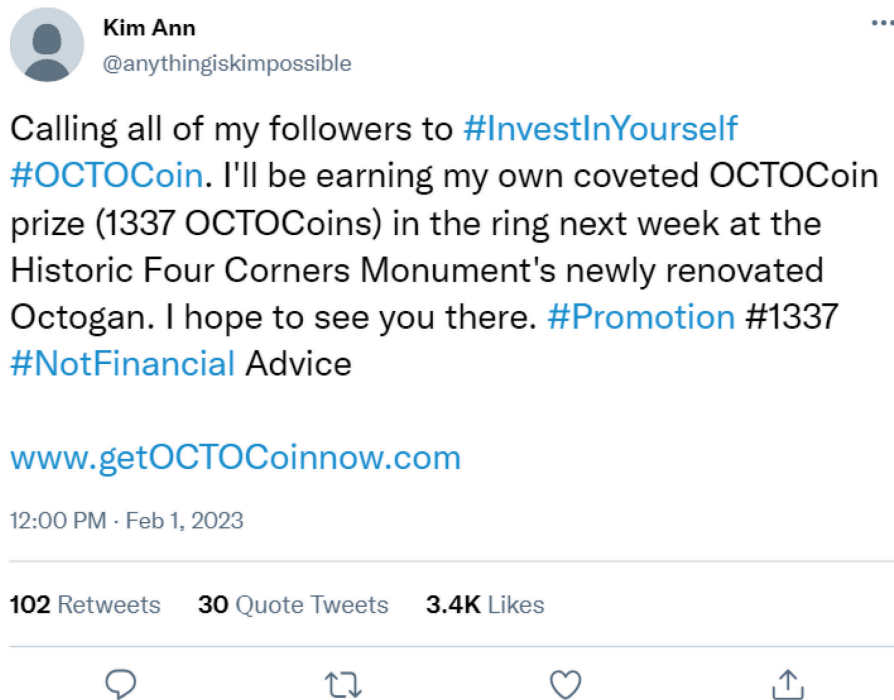 Kim Ann
@anythingiskimpossible
Calling all of my followers to #InvestInYourself
#OCTOCoin. I'll be earning my own coveted OCTOCoin
prize (1337 OCTOCoins) in the ring next week at the
Historic Four Corners Monument's newly renovated
Octogan. I hope to see you there. #Promotion #1337
#NotFinancial Advice
www.getOCTOCoinnow.com
12:00 PM · Feb 1, 2023
102 Retweets 30 Quote Tweets 3.4K Likes